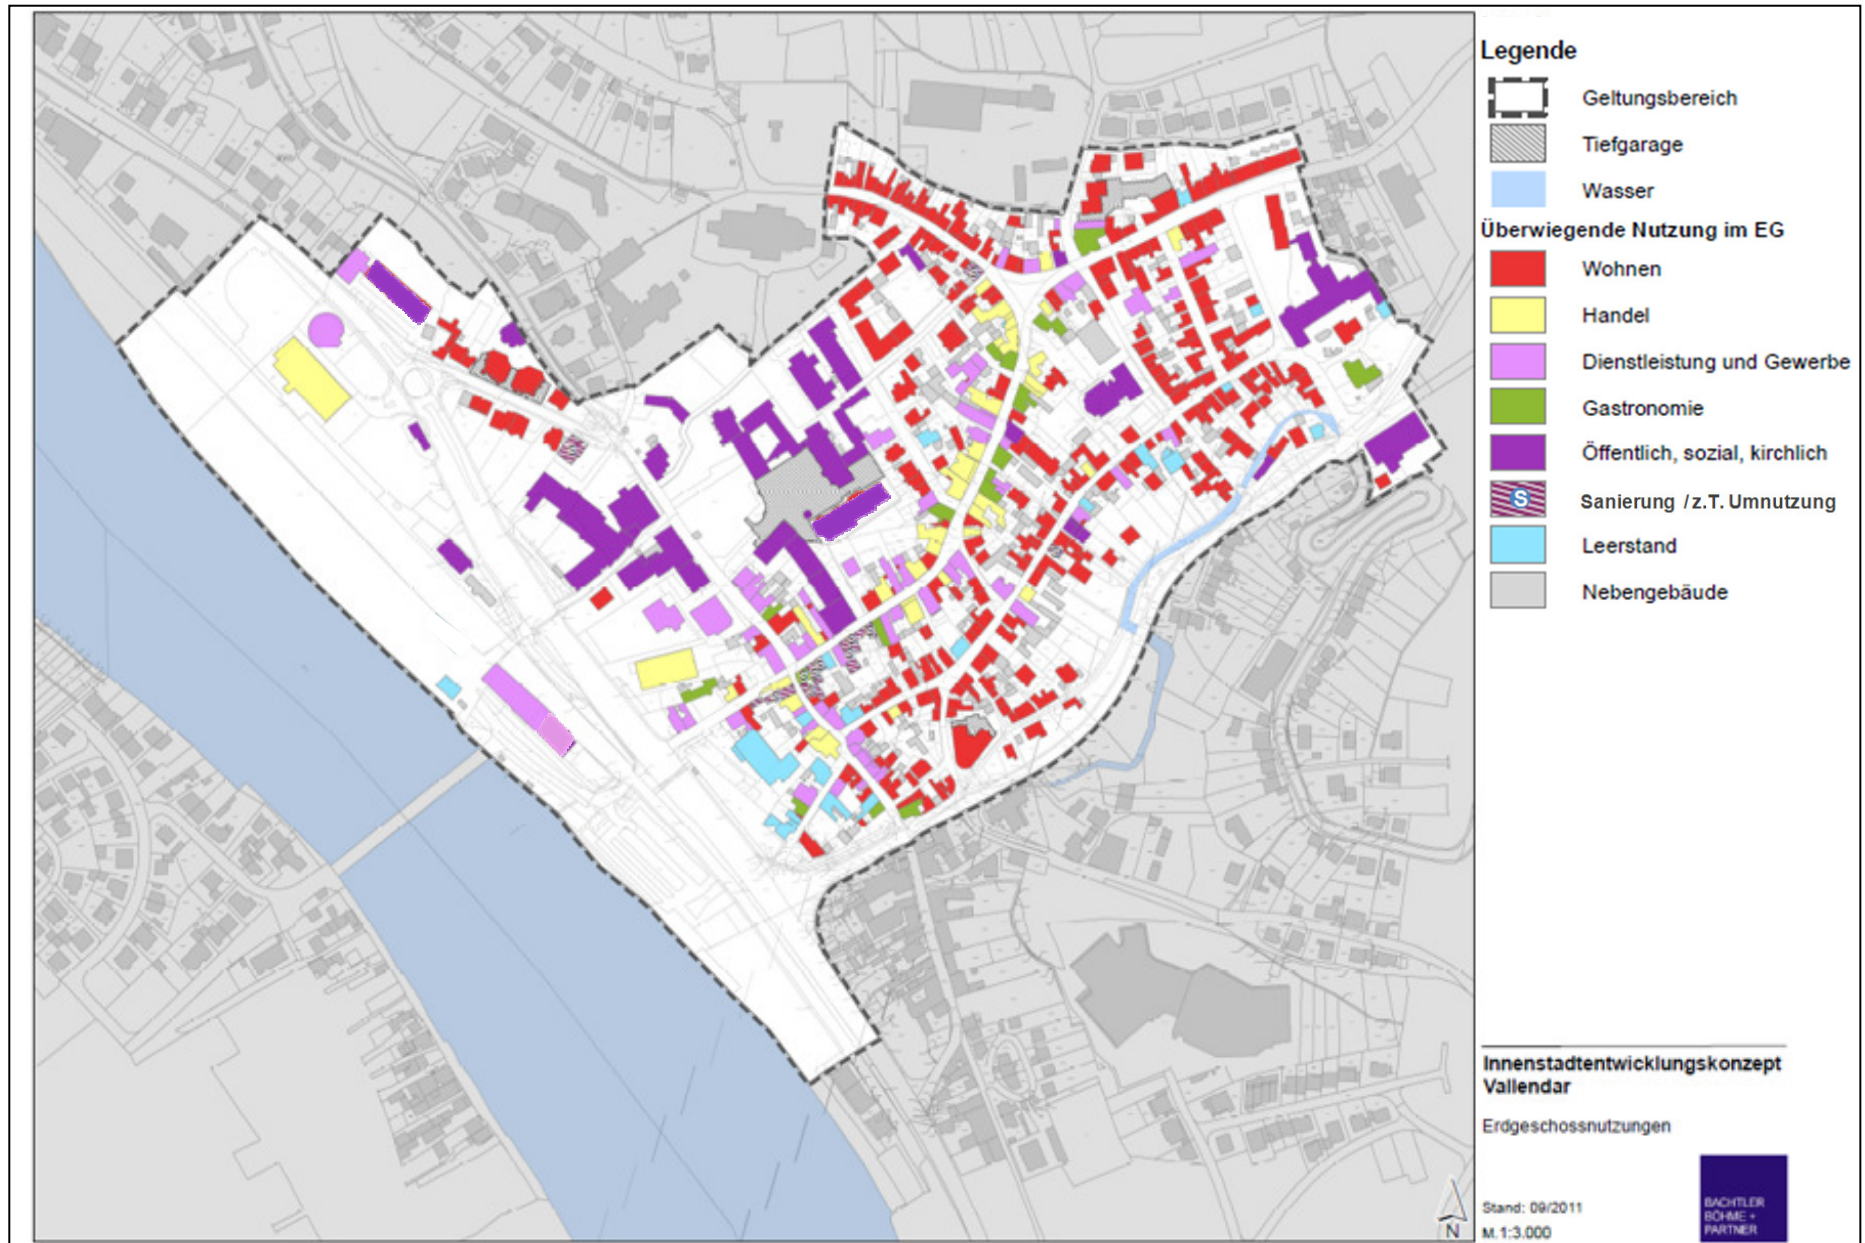 Legende
Geltungsbereich
Tiefgarage
Wasser
Überwiegende Nutzung im EG
Wohnen
Handel
Dienstleistung und Gewerbe
Gastronomie
Öffentlich, sozial, kirchlich
S
Sanierung / z.T. Umnutzung
Leerstand
Nebengebäude
Innenstadtentwicklungskonzept
Vallendar
Erdgeschossnutzungen
Stand: 09/2011
M. 1:3.000
BACHTLER
BÖHME +
PARTNER
N